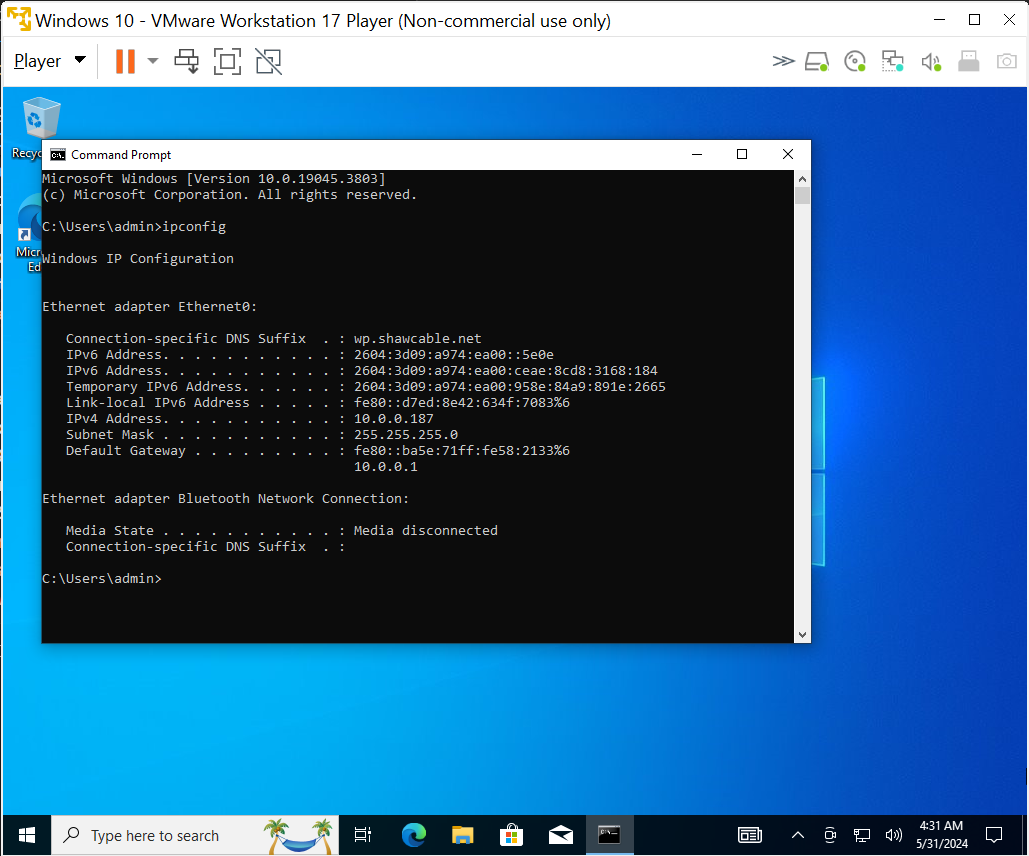 Windows 10 - VMware Workstation 17 Player (Non-commercial use only)
Player
Command Prompt
Microsoft Windows [Version 10.0.19045.3803]
(c) Microsoft Corporation. All rights reserved.
C:\Users\admin>ipconfig
Windows IP Configuration
Ethernet adapter Ethernet0:
Connection-specific DNS Suffix  . : wp.shawcable.net
IPv6 Address. . . . . . . . . . . : 2604:3d09:a974:ea00::5e0e
IPv6 Address. . . . . . . . . . . : 2604:3d09:a974:ea00:ceae:8cd8:3168:184
Temporary IPv6 Address. . . . . . : 2604:3d09:a974:ea00:958e:84a9:891e:2665
Link-local IPv6 Address . . . . . : fe80::d7ed:8e42:634f:7083%6
IPv4 Address. . . . . . . . . . . : 10.0.0.187
Subnet Mask . . . . . . . . . . . : 255.255.255.0
Default Gateway . . . . . . . . . : fe80::ba5e:71ff:fe58:2133%6
10.0.0.1
Ethernet adapter Bluetooth Network Connection:
Media State . . . . . . . . . . . : Media disconnected
Connection-specific DNS Suffix  . :
C:\Users\admin>
Type here to search
4:31 AM
5/31/2024